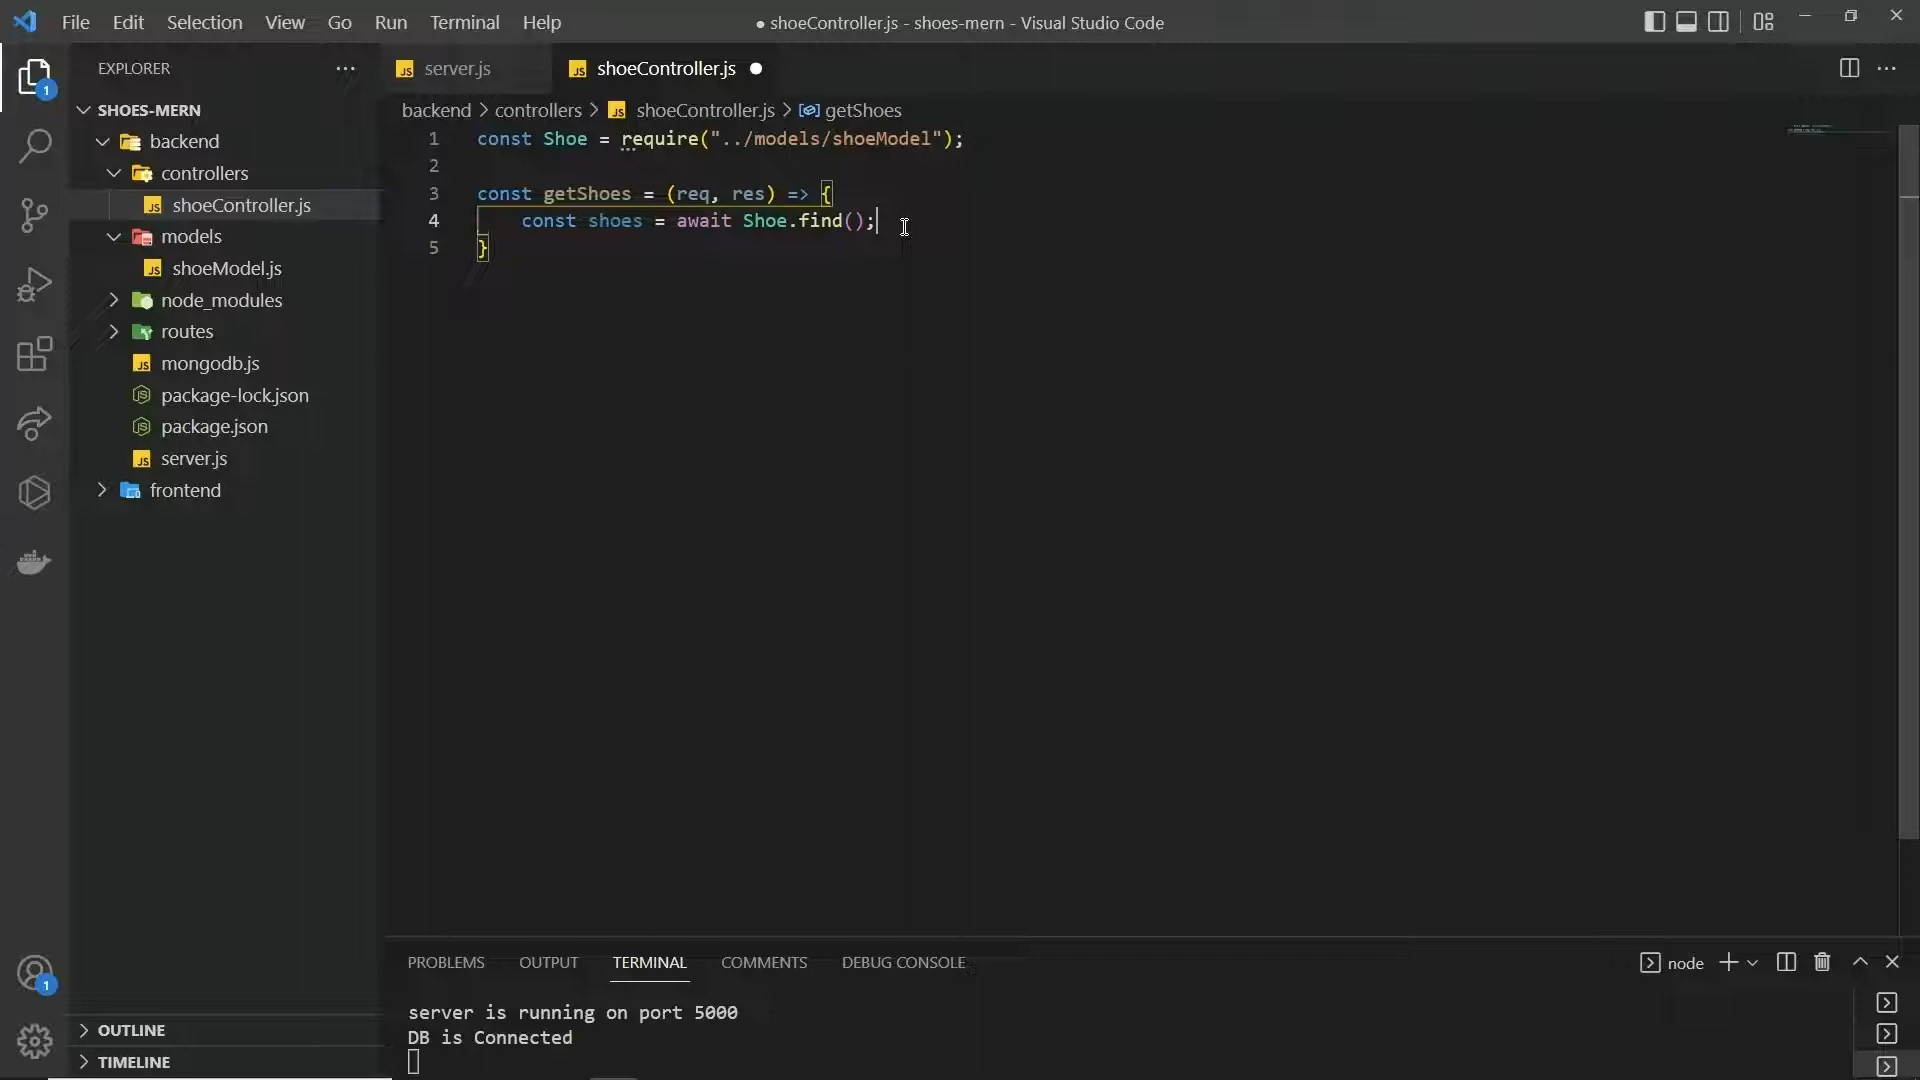 File Edit Selection View Go Run Terminal Help
● shoeController.js - shoes-mern - Visual Studio Code
EXPLORER
SHOES-MERN
backend
controllers
shoeController.js
models
shoeModel.js
node_modules
routes
mongodb.js
package-lock.json
package.json
server.js
frontend
OUTLINE
TIMELINE
1
1
server.js
shoeController.js
backend > controllers > shoeController.js > getShoes
1 const Shoe = require("../models/shoeModel");
2
3 const getShoes = (req, res) => {
4 const shoes = await Shoe.find();
5 }
PROBLEMS OUTPUT TERMINAL COMMENTS DEBUG CONSOLE
node
server is running on port 5000
DB is Connected